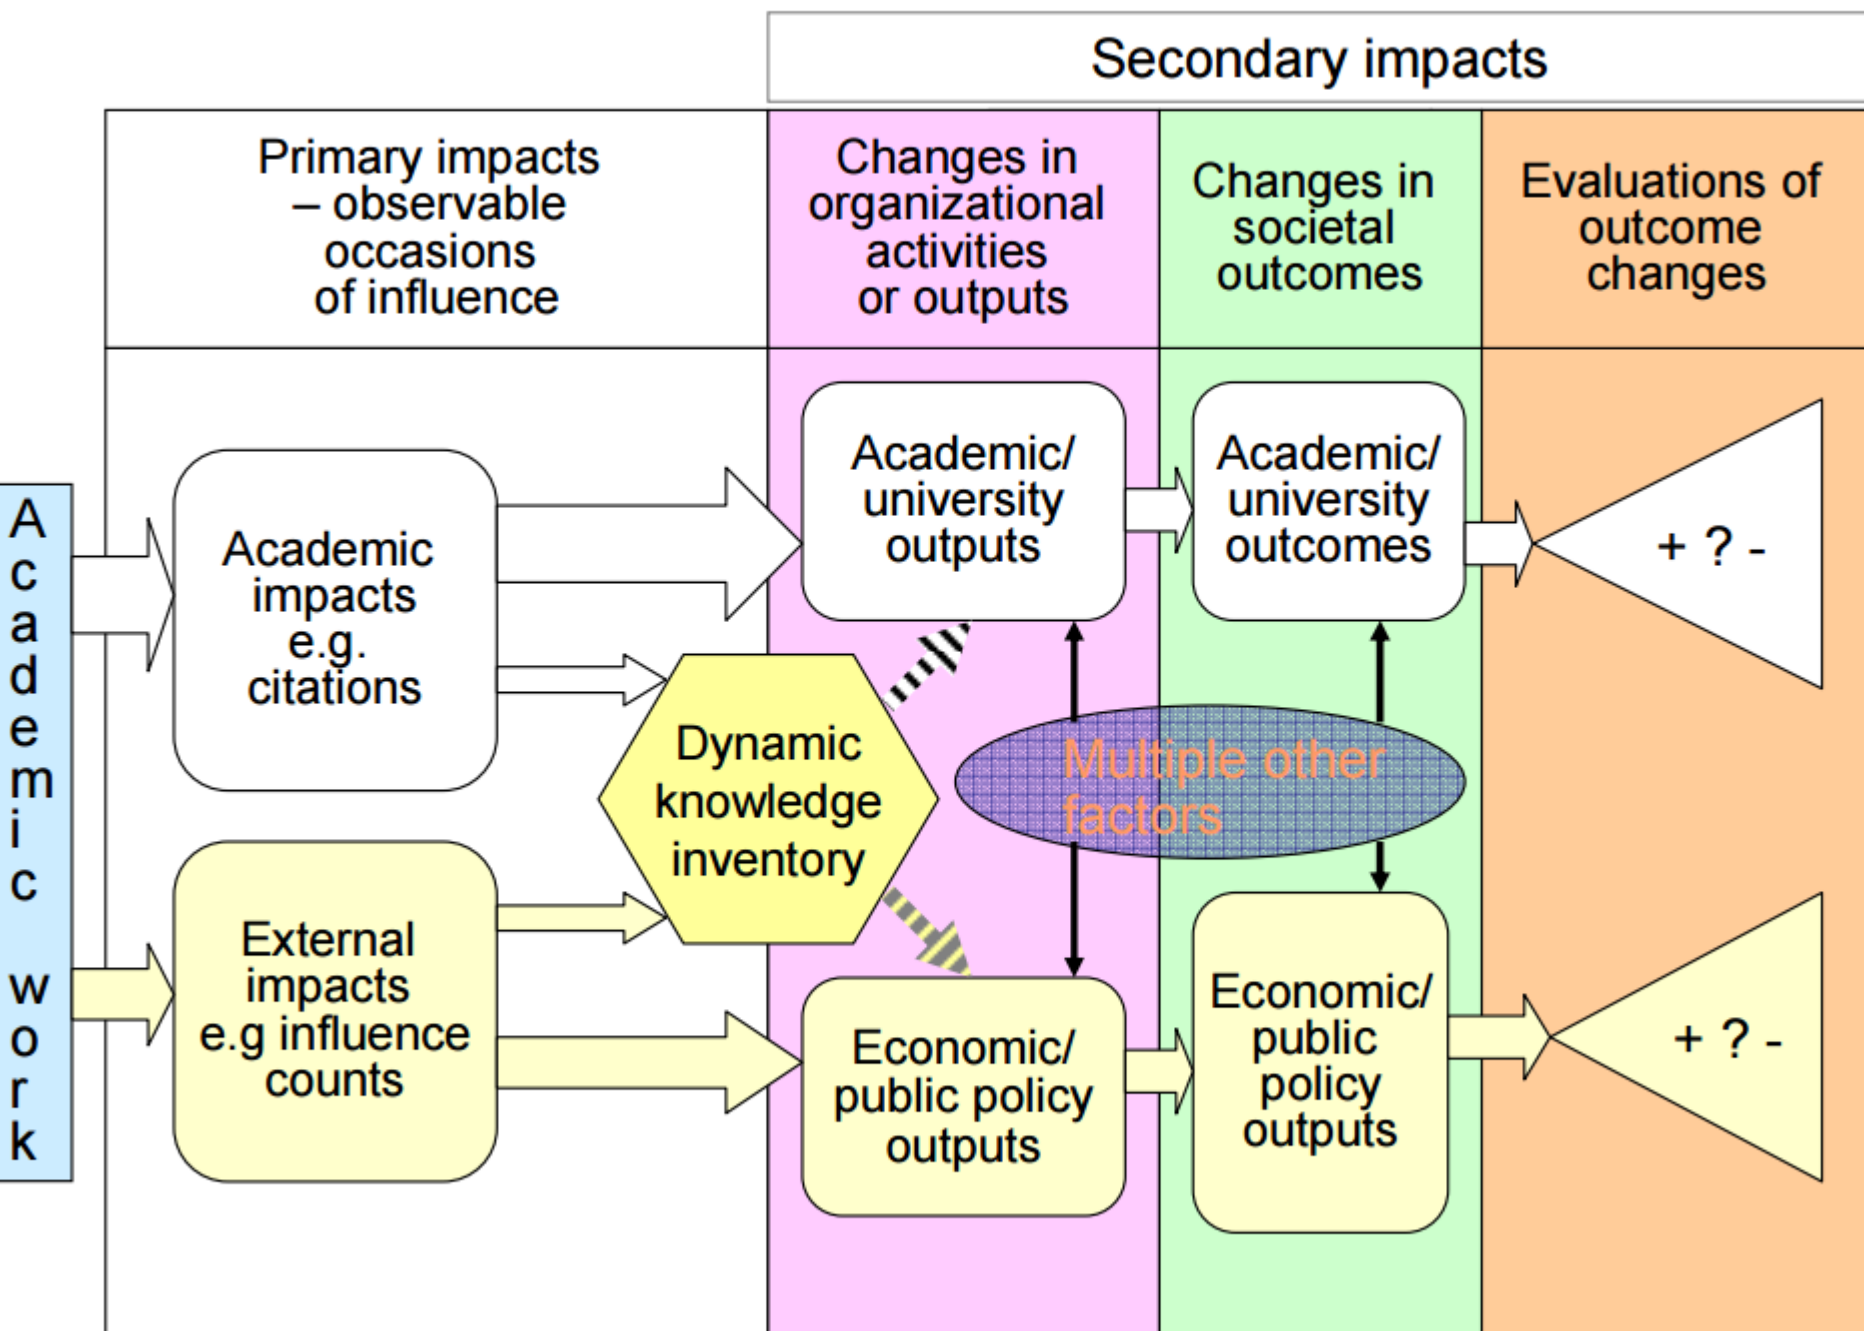 Secondary impacts
Primary impacts
– observable
occasions
of influence
Changes in
organizational
activities
or outputs
Changes in
societal
outcomes
Evaluations of
outcome
changes
Academic work
Academic
impacts
e.g.
citations
Academic/
university
outputs
Academic/
university
outcomes
+ ? -
Dynamic
knowledge
inventory
Multiple other
factors
External
impacts
e.g influence
counts
Economic/
public policy
outputs
Economic/
public
policy
outputs
+ ? -